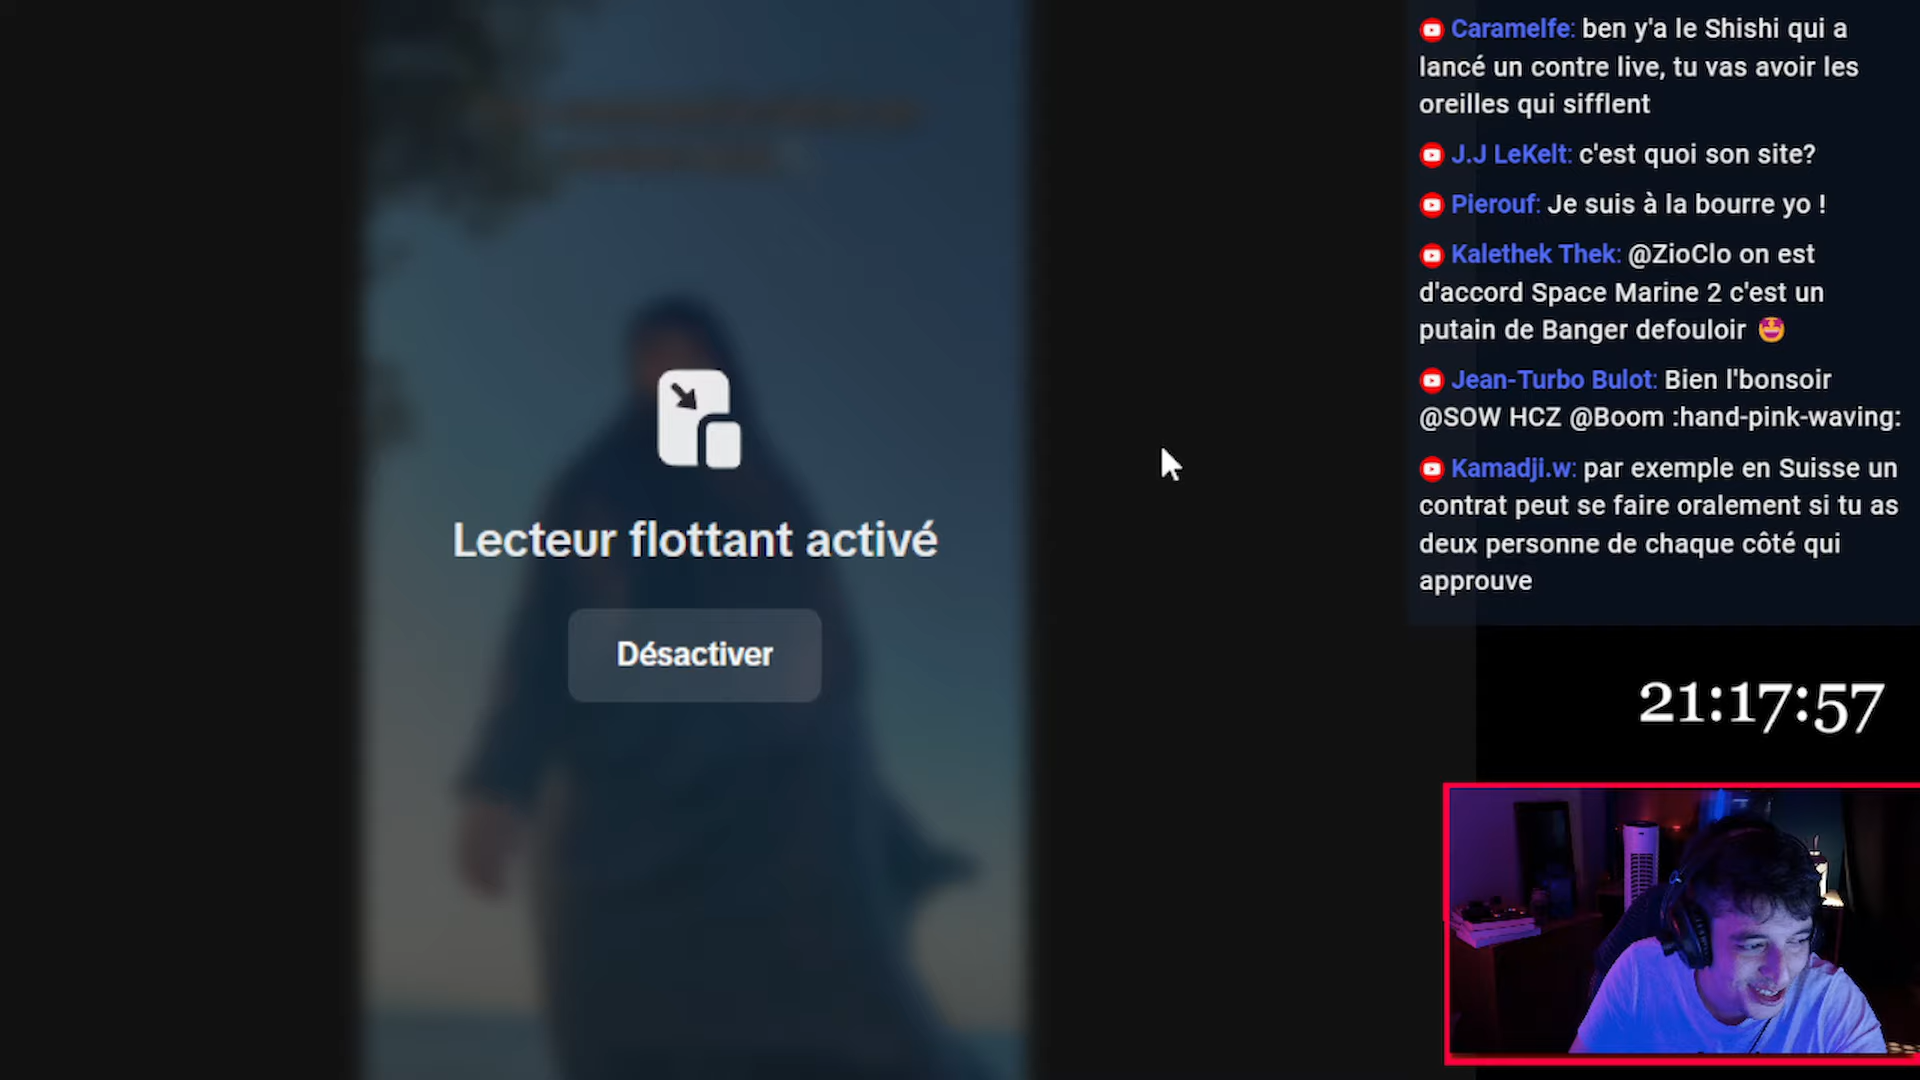 Caramelfe: ben y'a le Shishi qui a
lancé un contre live, tu vas avoir les
oreilles qui sifflent
J.J LeKelt: c'est quoi son site?
Pierouf: Je suis à la bourre yo !
Kalethek Thek: @ZioClo on est
d'accord Space Marine 2 c'est un
putain de Banger defouloir 🤩
Jean-Turbo Bulot: Bien l'bonsoir
@SOW HCZ @Boom :hand-pink-waving:
Kamadji.w: par exemple en Suisse un
contrat peut se faire oralement si tu as
deux personne de chaque côté qui
approuve
Lecteur flottant activé
Désactiver
21:17:57